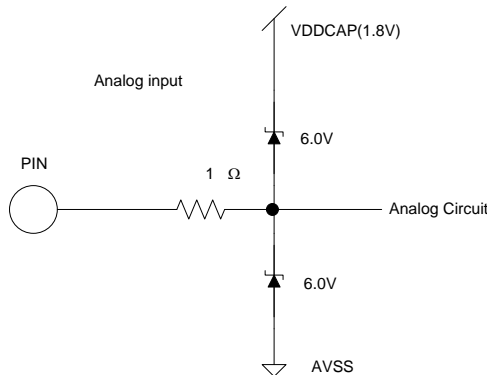 VDDCAP(1.8V)
Analog input
6.0V
PIN
1 Ω
Analog Circuit
6.0V
AVSS